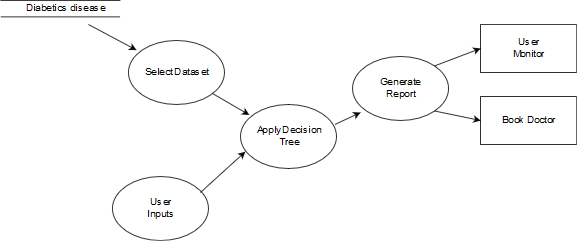 Diabetics disease
Select Dataset
Apply Decision
Tree
User
Inputs
Generate
Report
User
Monitor
Book Doctor